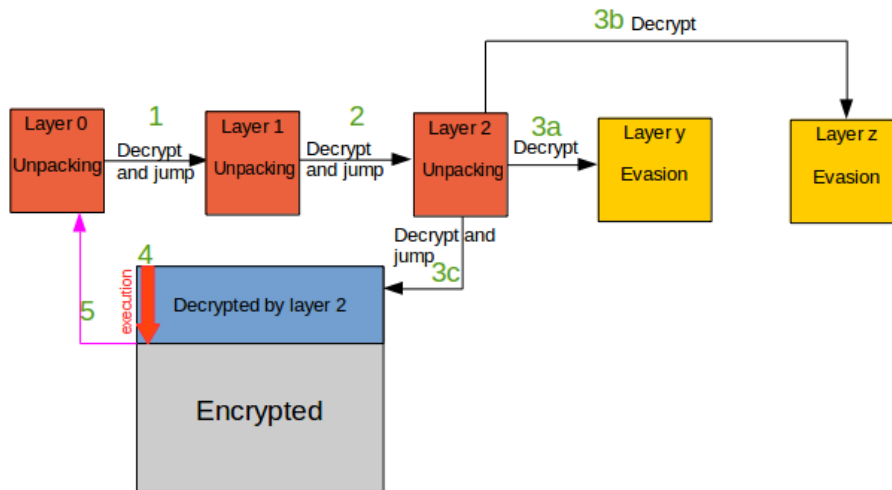 3b Decrypt
Layer 0
Unpacking
1
Decrypt
and jump
Layer 1
Unpacking
2
Decrypt
and jump
Layer 2
Unpacking
3a
Decrypt
Layer y
Evasion
Layer z
Evasion
Decrypt and
jump
3c
4
execution
5
Decrypted by layer 2
Encrypted